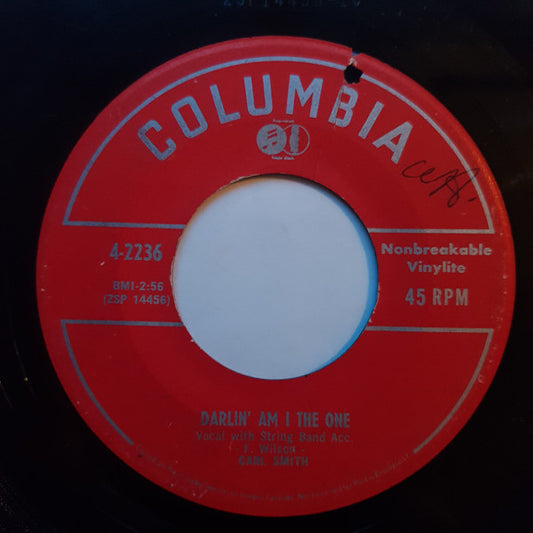 COLUMBIA
4-2236
BMI-2:56
(ZSP 14456)
Nonbreakable
Vinylite
45 RPM
DARLIN' AM I THE ONE
Vocal with String Band Acc.
- F. Wilson -
CARL SMITH